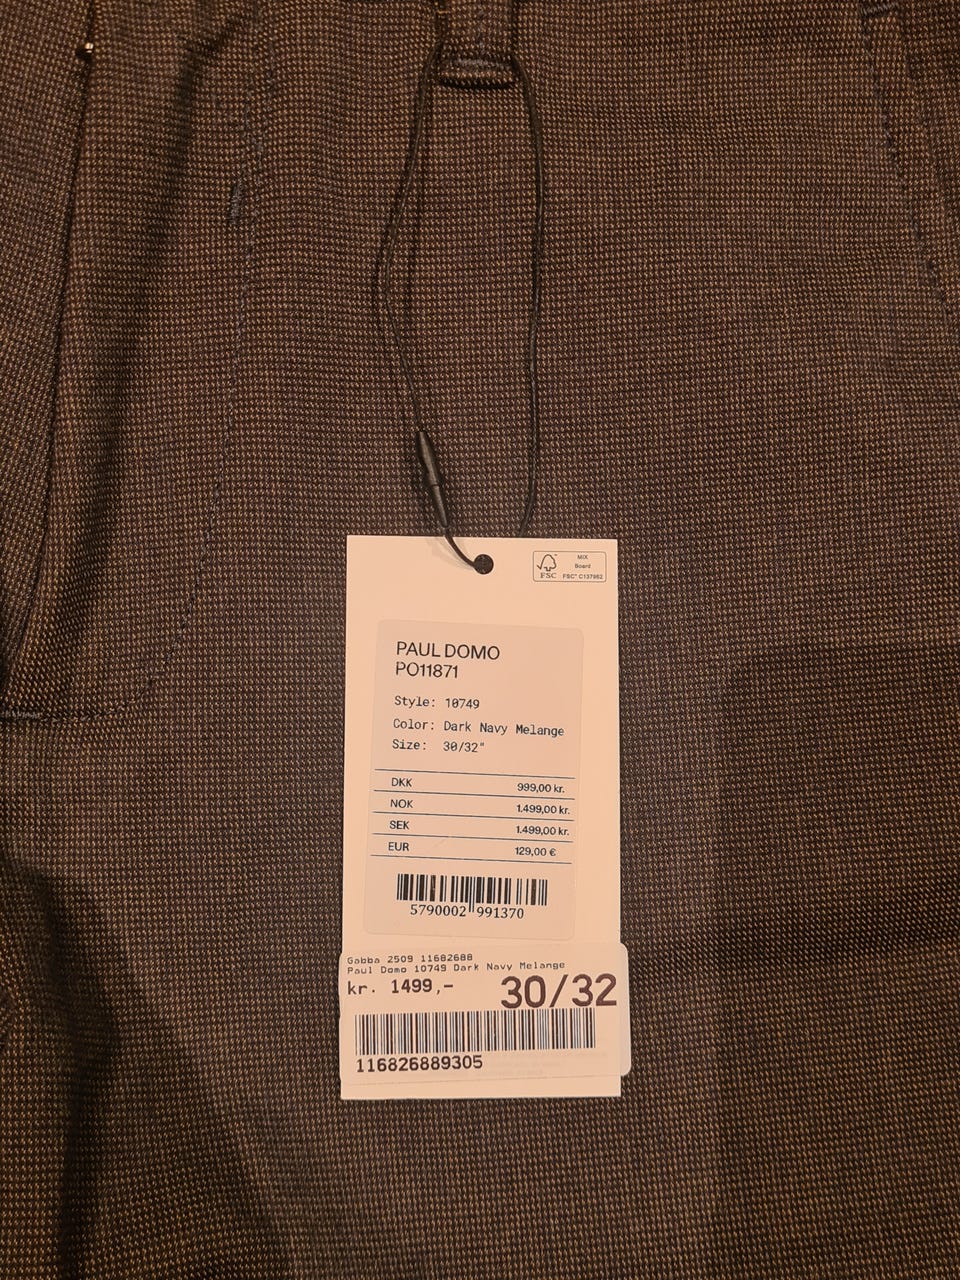 MIX
Board
FSC FSC® C137962
PAUL DOMO
PO11871
Style: 10749
Color: Dark Navy Melange
Size: 30/32"
DKK 999,00 kr.
NOK 1.499,00 kr.
SEK 1.499,00 kr.
EUR 129,00 €
5790002 991370
Gabba 2509 11682688
Paul Domo 10749 Dark Navy Melange
kr. 1499,- 30/32
116826889305